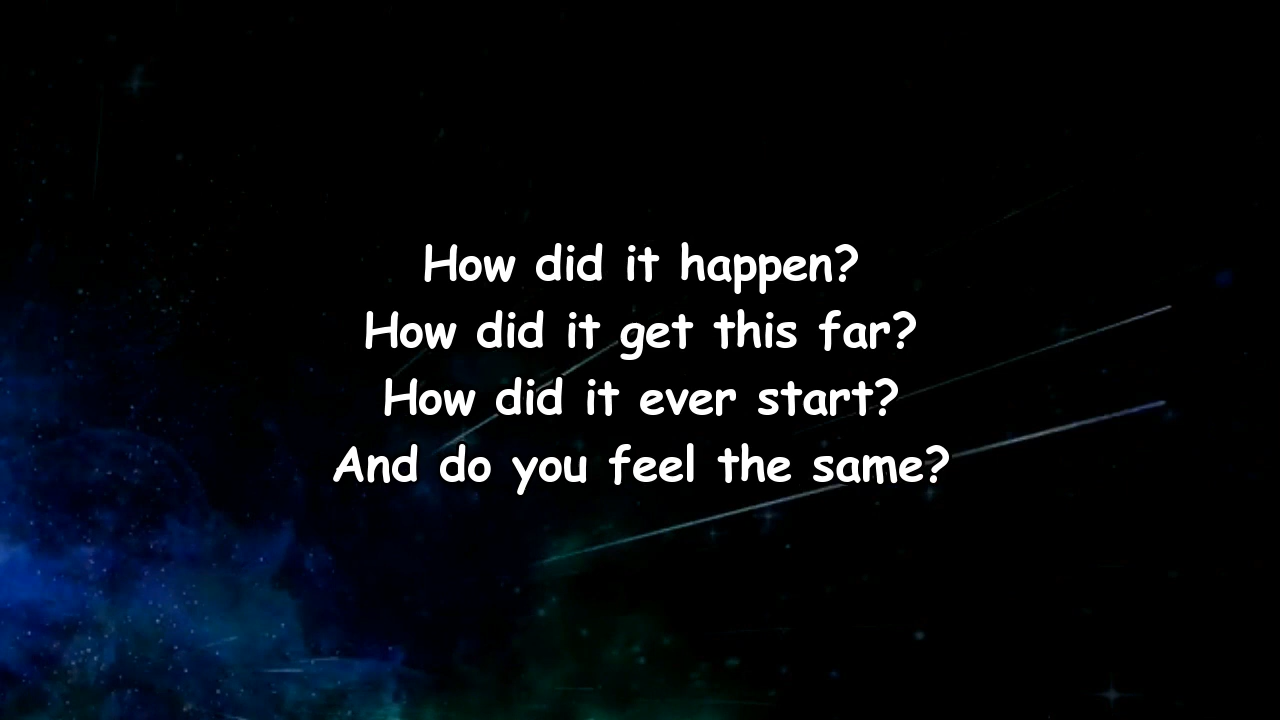 How did it happen?
How did it get this far?
How did it ever start?
And do you feel the same?